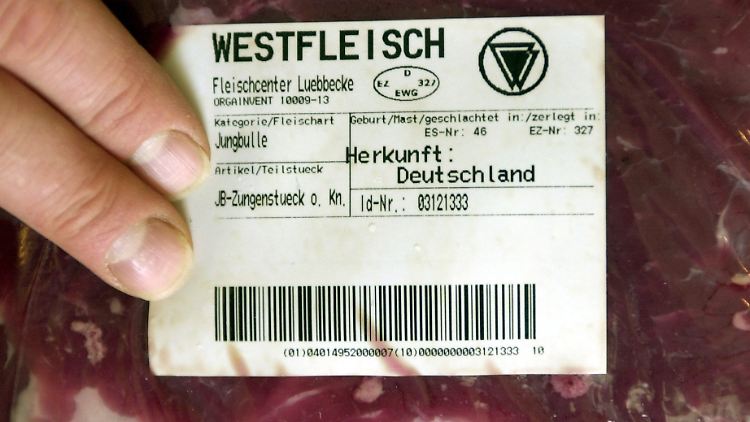 WESTFLEISCH
Fleischcenter Luebbecke
ORGAINVENT 10009-13
D
EZ 327
EWG
Kategorie/Fleischart
Jungbulle
Geburt/Mast/geschlachtet in:/zerlegt in:
ES-Nr: 46 EZ-Nr: 327
Herkunft:
Deutschland
Artikel/Teilstueck
JB-Zungenstueck o. Kn.
Id-Nr.: 03121333
(01)04014952000007(10)0000000003121333 10